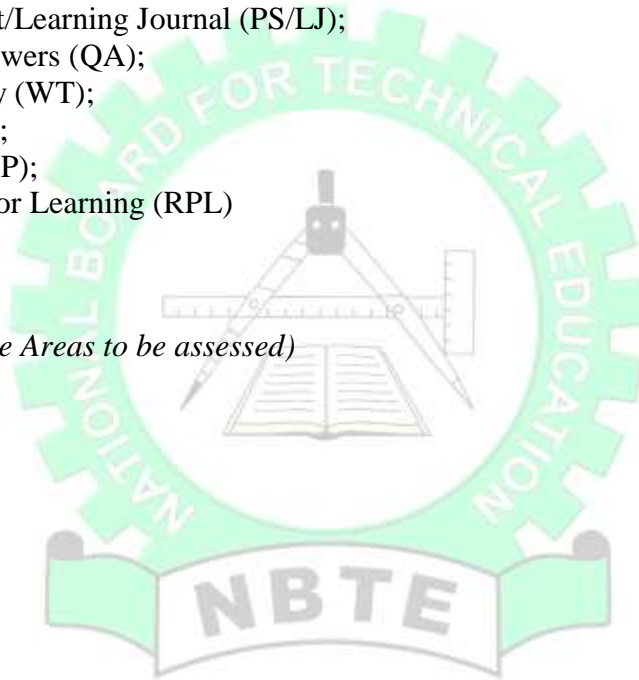 t/Learning Journal (PS/LJ);
wers (QA);
y (WT);
;
P);
or Learning (RPL)
e Areas to be assessed)
NATIONAL BOARD FOR TECHNICAL EDUCATION
NBTE